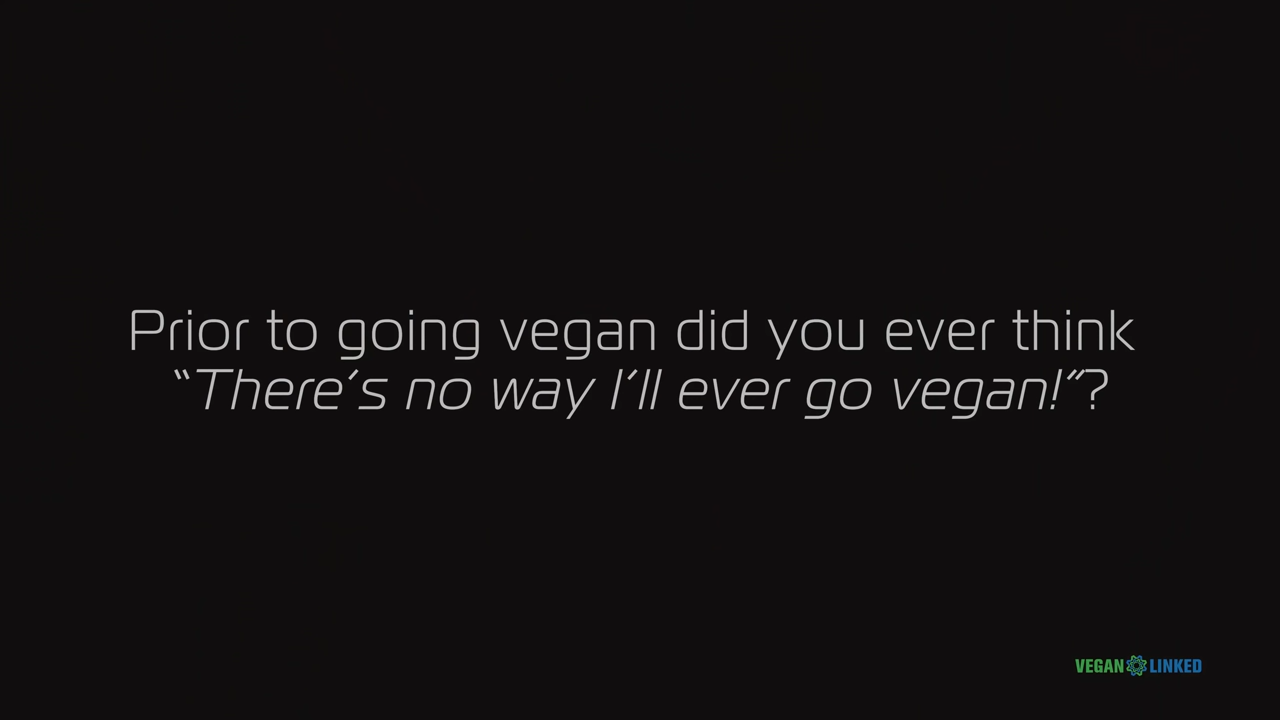 Prior to going vegan did you ever think
“There’s no way I’ll ever go vegan!”?
VEGAN LINKED